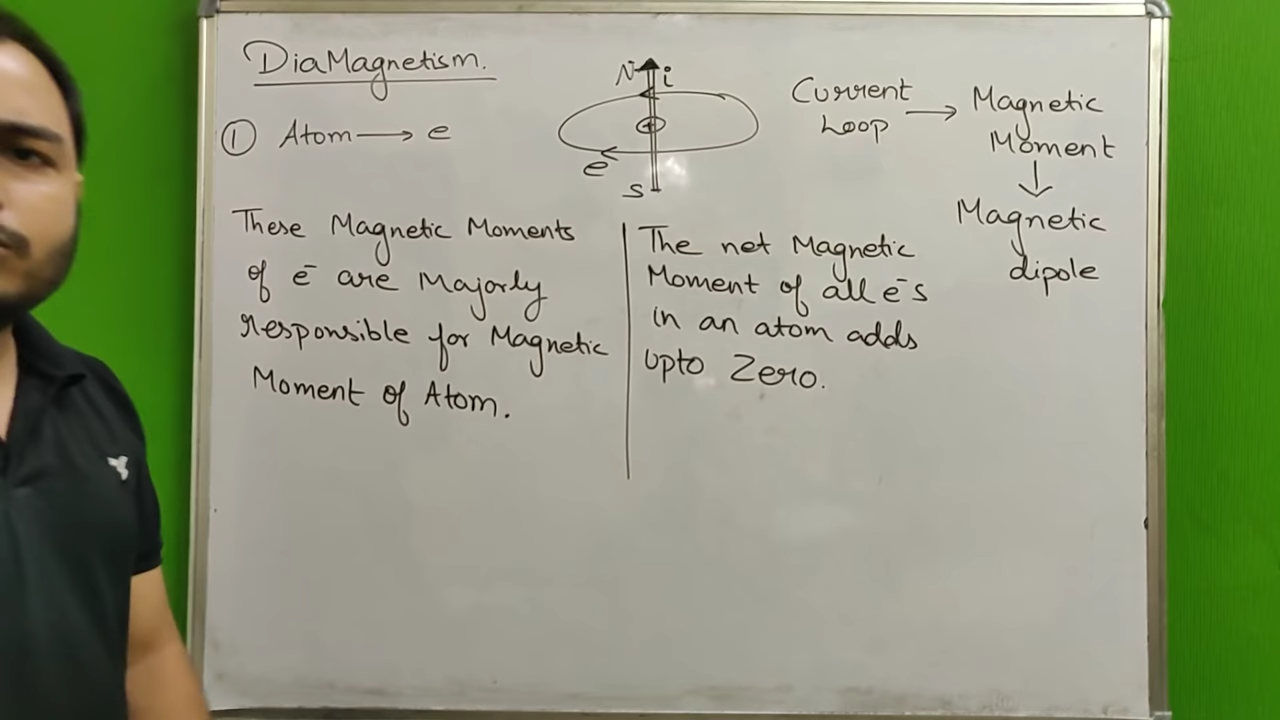 DiaMagnetism.
① Atom → e
N i
e
S
Current → Magnetic
Loop Moment
↓
Magnetic
dipole
These Magnetic Moments
of e⁻ are Majorly
responsible for Magnetic
Moment of Atom.
The net Magnetic
Moment of all e⁻s
in an atom adds
Upto Zero.